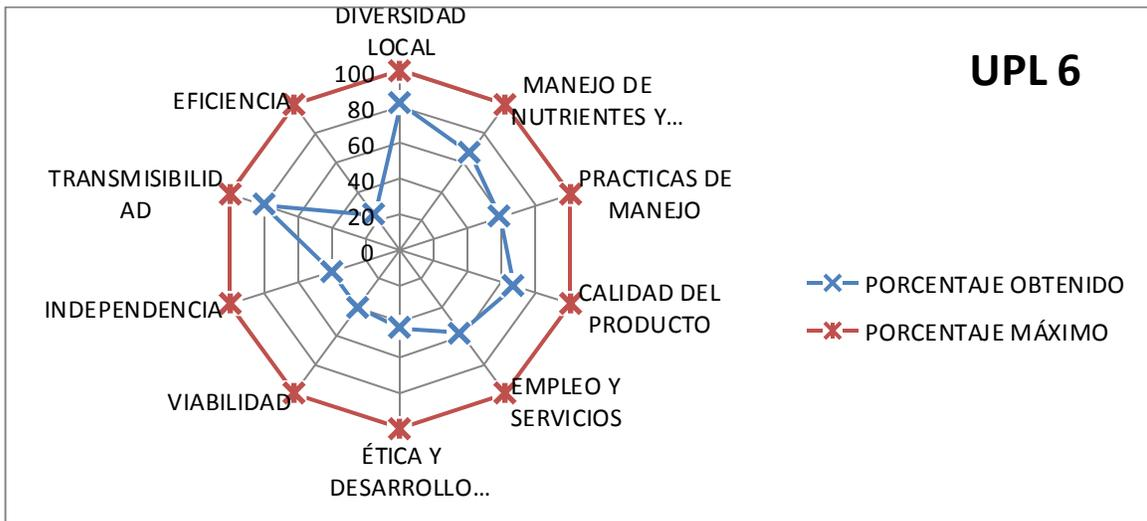 UPL 6
DIVERSIDAD
LOCAL
MANEJO DE
NUTRIENTES Y...
PRACTICAS DE
MANEJO
CALIDAD DEL
PRODUCTO
EMPLEO Y
SERVICIOS
ÉTICA Y
DESARROLLO...
VIABILIDAD
INDEPENDENCIA
TRANSMISIBILID
AD
EFICIENCIA
100
80
60
40
20
0
PORCENTAJE OBTENIDO
PORCENTAJE MÁXIMO